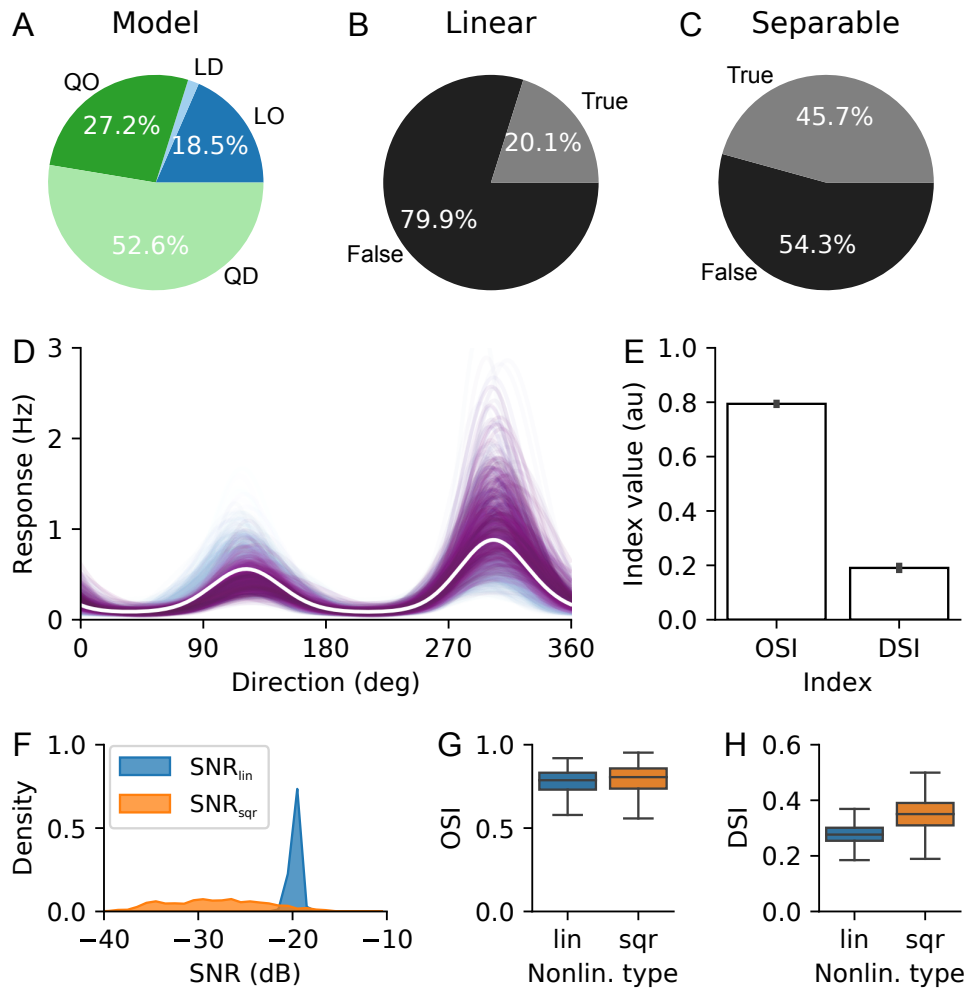 A Model
QO
LD
LO
27.2%
18.5%
52.6%
QD
B Linear
True
20.1%
79.9%
False
C Separable
True
45.7%
54.3%
False
D
Response (Hz)
3
2
1
0
0 90 180 270 360
Direction (deg)
E
Index value (au)
1.0
0.8
0.6
0.4
0.2
0.0
OSI DSI
Index
F
Density
1.0
0.5
0.0
SNRlin
SNRsqr
−40 −30 −20 −10
SNR (dB)
G
OSI
1.0
0.5
0.0
lin sqr
Nonlin. type
H
DSI
0.6
0.4
0.2
0.0
lin sqr
Nonlin. type